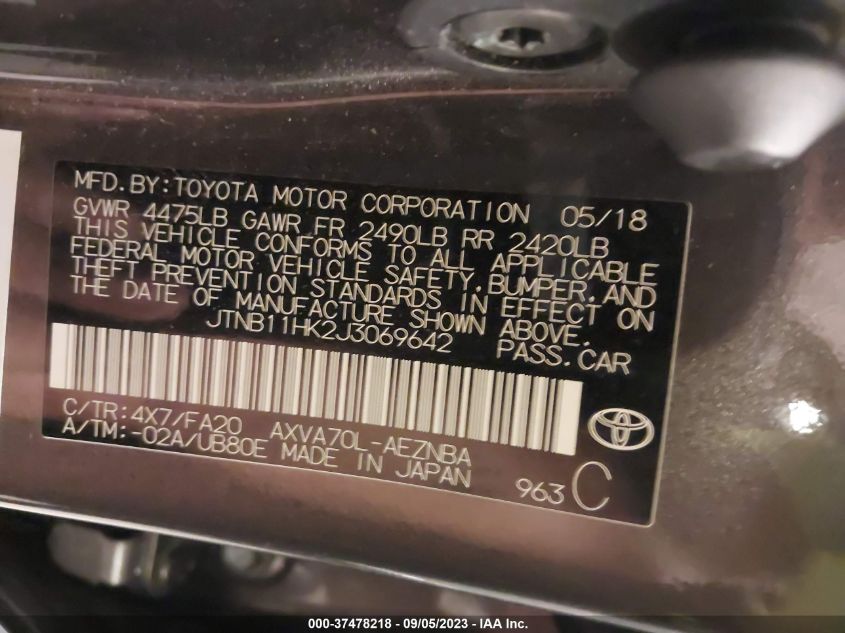 MFD.BY:TOYOTA MOTOR CORPORATION 05/18
GVWR 4475LB GAWR FR 2490LB RR 2420LB
THIS VEHICLE CONFORMS TO ALL APPLICABLE
FEDERAL MOTOR VEHICLE SAFETY,BUMPER,AND
THEFT PREVENTION STANDARDS IN EFFECT ON
THE DATE OF MANUFACTURE SHOWN ABOVE.
JTNB11HK2J3069642 PASS.CAR
C/TR:4X7/FA20 AXVA70L-AEZNBA
A/TM:-02A/UB80E MADE IN JAPAN
963 C
000-37478218 - 09/05/2023 - IAA Inc.